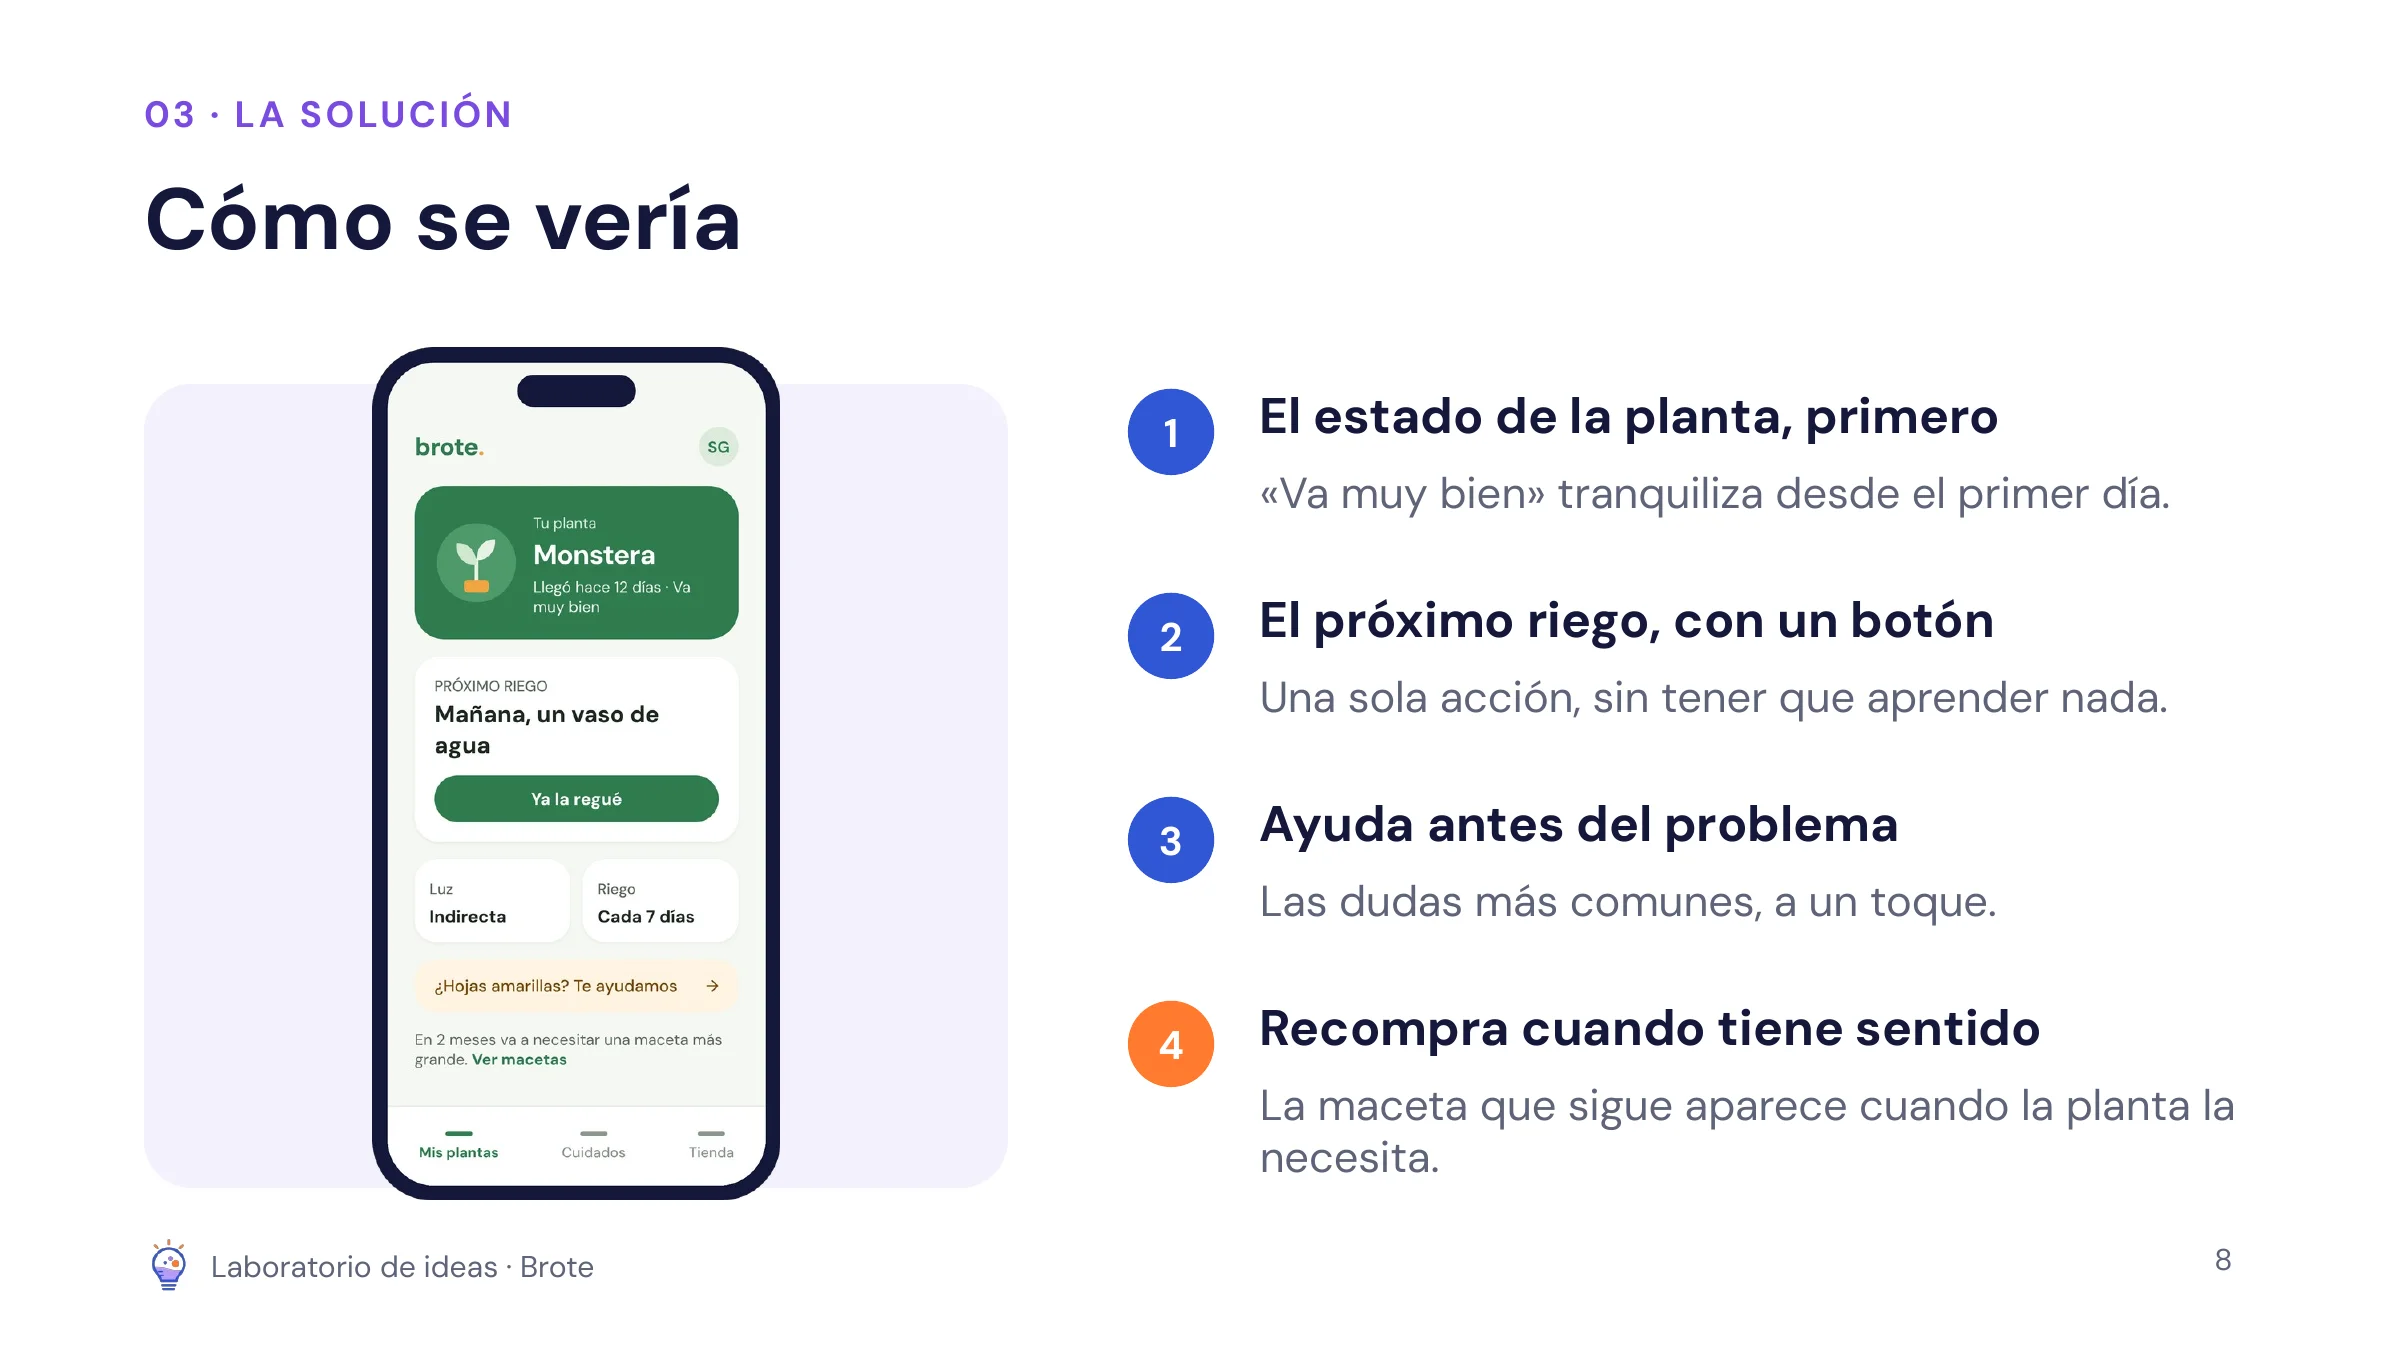 03 · LA SOLUCIÓN
Cómo se vería
brote.
SG
Tu planta
Monstera
Llegó hace 12 días · Va
muy bien
PRÓXIMO RIEGO
Mañana, un vaso de
agua
Ya la regué
Luz
Indirecta
Riego
Cada 7 días
¿Hojas amarillas? Te ayudamos →
En 2 meses va a necesitar una maceta más
grande. Ver macetas
Mis plantas
Cuidados
Tienda
1
El estado de la planta, primero
«Va muy bien» tranquiliza desde el primer día.
2
El próximo riego, con un botón
Una sola acción, sin tener que aprender nada.
3
Ayuda antes del problema
Las dudas más comunes, a un toque.
4
Recompra cuando tiene sentido
La maceta que sigue aparece cuando la planta la
necesita.
Laboratorio de ideas · Brote
8